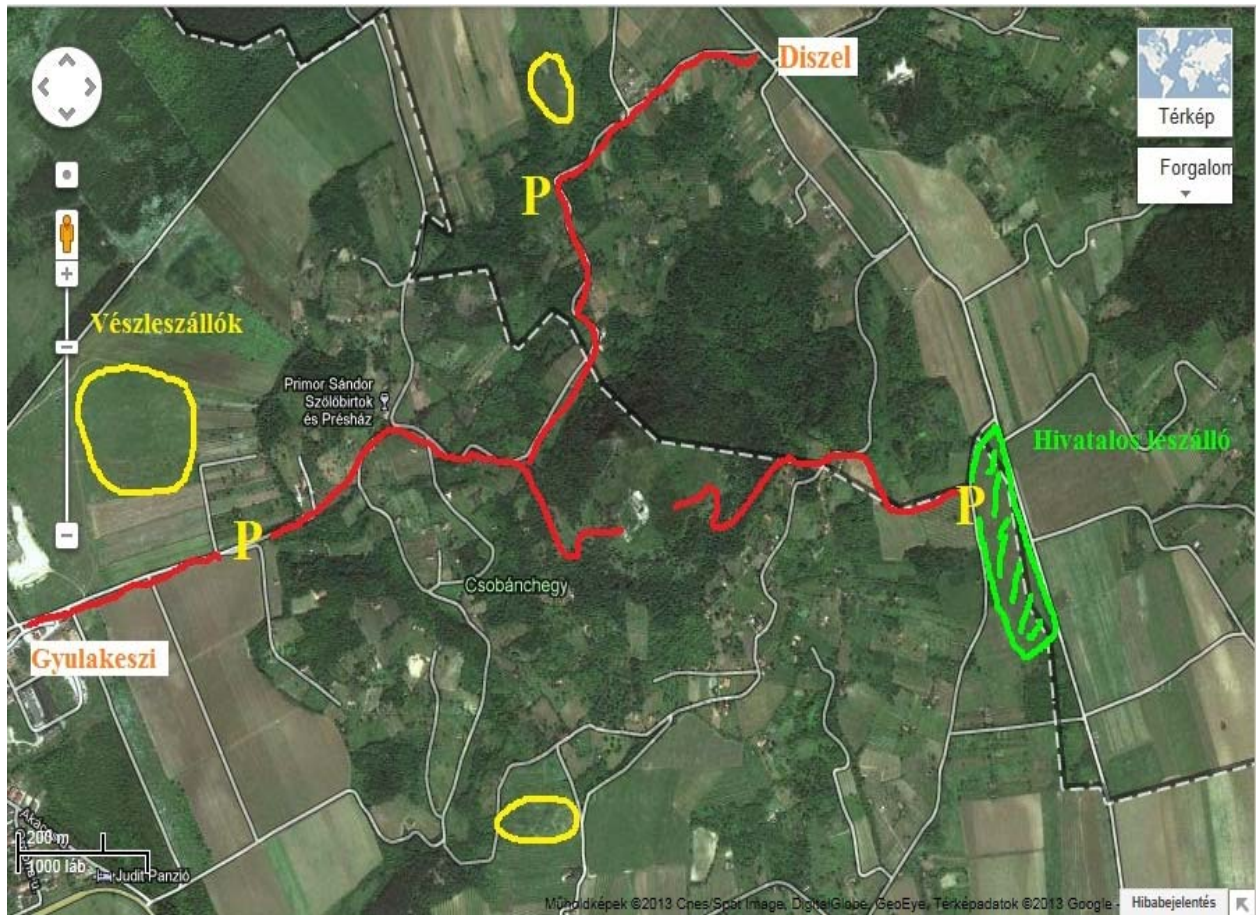 Diszel
Térkép
Forgalom
P
Vészleszállók
Primor Sándor
Szőlőbirtok
és Présház
Hivatalos leszálló
P
P
Csobánchegy
Gyulakeszi
200 m
1000 láb
Judit Panzió
Műholdképek ©2013 Cnes/Spot Image, DigitalGlobe, GeoEye, Térképadatok ©2013 Google -
Hibabejelentés